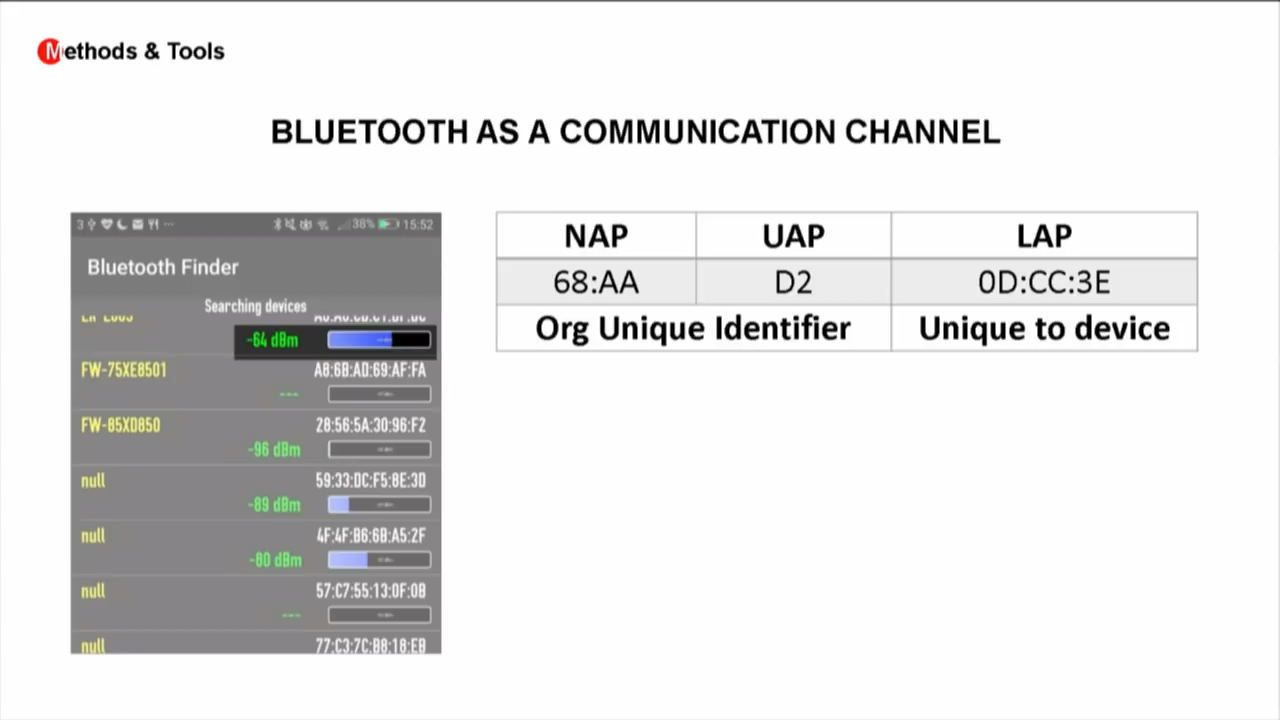 Methods & Tools
BLUETOOTH AS A COMMUNICATION CHANNEL
3 38% 15:52
Bluetooth Finder
Searching devices
-64 dBm
FW-75XE8501 A8:6B:AD:69:AF:FA
---
FW-85XD850 28:56:5A:30:96:F2
-96 dBm
null 59:33:DC:F5:8E:3D
-89 dBm
null 4F:4F:B6:6B:A5:2F
-80 dBm
null 57:C7:55:13:0F:0B
---
null 77:C3:7C:B8:18:EB
NAP UAP LAP
68:AA D2 0D:CC:3E
Org Unique Identifier Unique to device